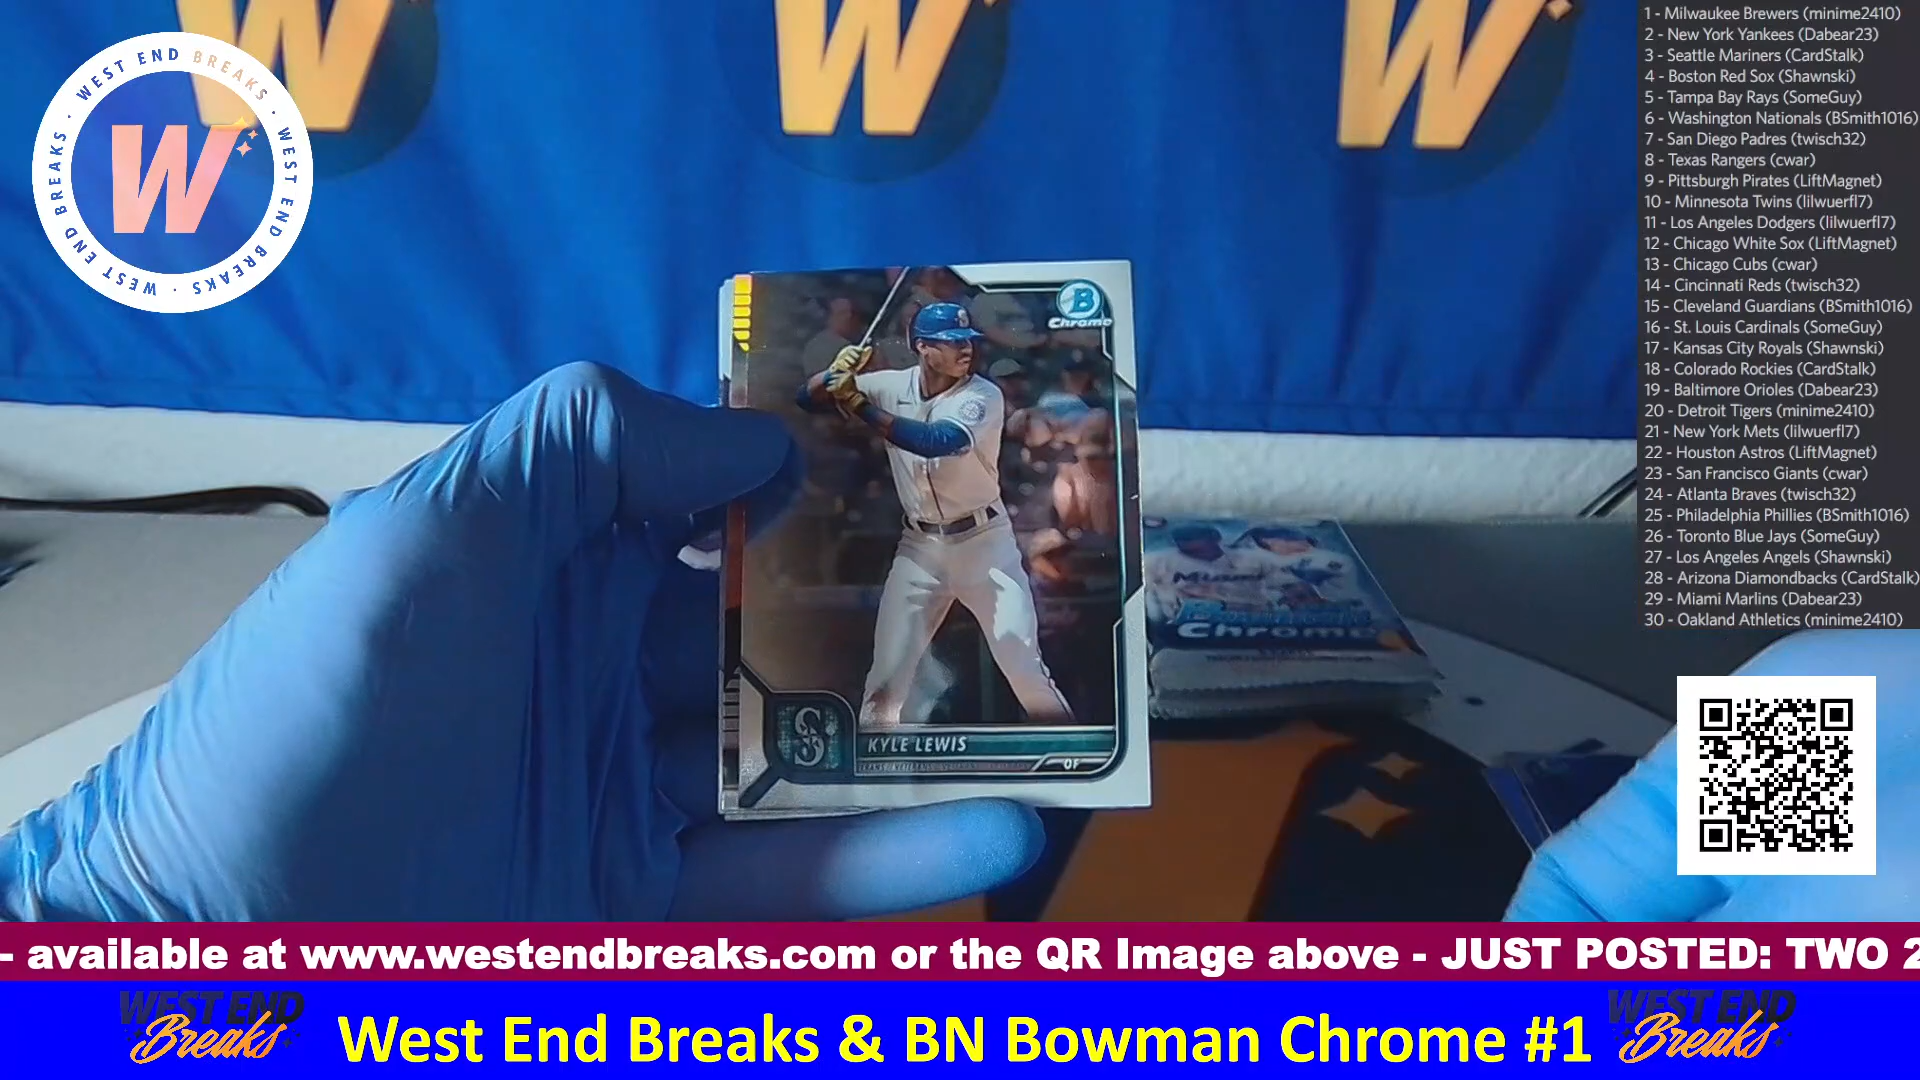 WEST END BREAKS · WEST END BREAKS · WEST END BREAKS ·
W
W
W
W
1 - Milwaukee Brewers (minime2410)
2 - New York Yankees (Dabear23)
3 - Seattle Mariners (CardStalk)
4 - Boston Red Sox (Shawnski)
5 - Tampa Bay Rays (SomeGuy)
6 - Washington Nationals (BSmith1016)
7 - San Diego Padres (twisch32)
8 - Texas Rangers (cwar)
9 - Pittsburgh Pirates (LiftMagnet)
10 - Minnesota Twins (lilwuerfl7)
11 - Los Angeles Dodgers (lilwuerfl7)
12 - Chicago White Sox (LiftMagnet)
13 - Chicago Cubs (cwar)
14 - Cincinnati Reds (twisch32)
15 - Cleveland Guardians (BSmith1016)
16 - St. Louis Cardinals (SomeGuy)
17 - Kansas City Royals (Shawnski)
18 - Colorado Rockies (CardStalk)
19 - Baltimore Orioles (Dabear23)
20 - Detroit Tigers (minime2410)
21 - New York Mets (lilwuerfl7)
22 - Houston Astros (LiftMagnet)
23 - San Francisco Giants (cwar)
24 - Atlanta Braves (twisch32)
25 - Philadelphia Phillies (BSmith1016)
26 - Toronto Blue Jays (SomeGuy)
27 - Los Angeles Angels (Shawnski)
28 - Arizona Diamondbacks (CardStalk)
29 - Miami Marlins (Dabear23)
30 - Oakland Athletics (minime2410)
B
Chrome
S
KYLE LEWIS
OF
Miami
Bowman
Chrome
- available at www.westendbreaks.com or the QR Image above - JUST POSTED: TWO 2
WEST END
Breaks
West End Breaks & BN Bowman Chrome #1
WEST END
Breaks